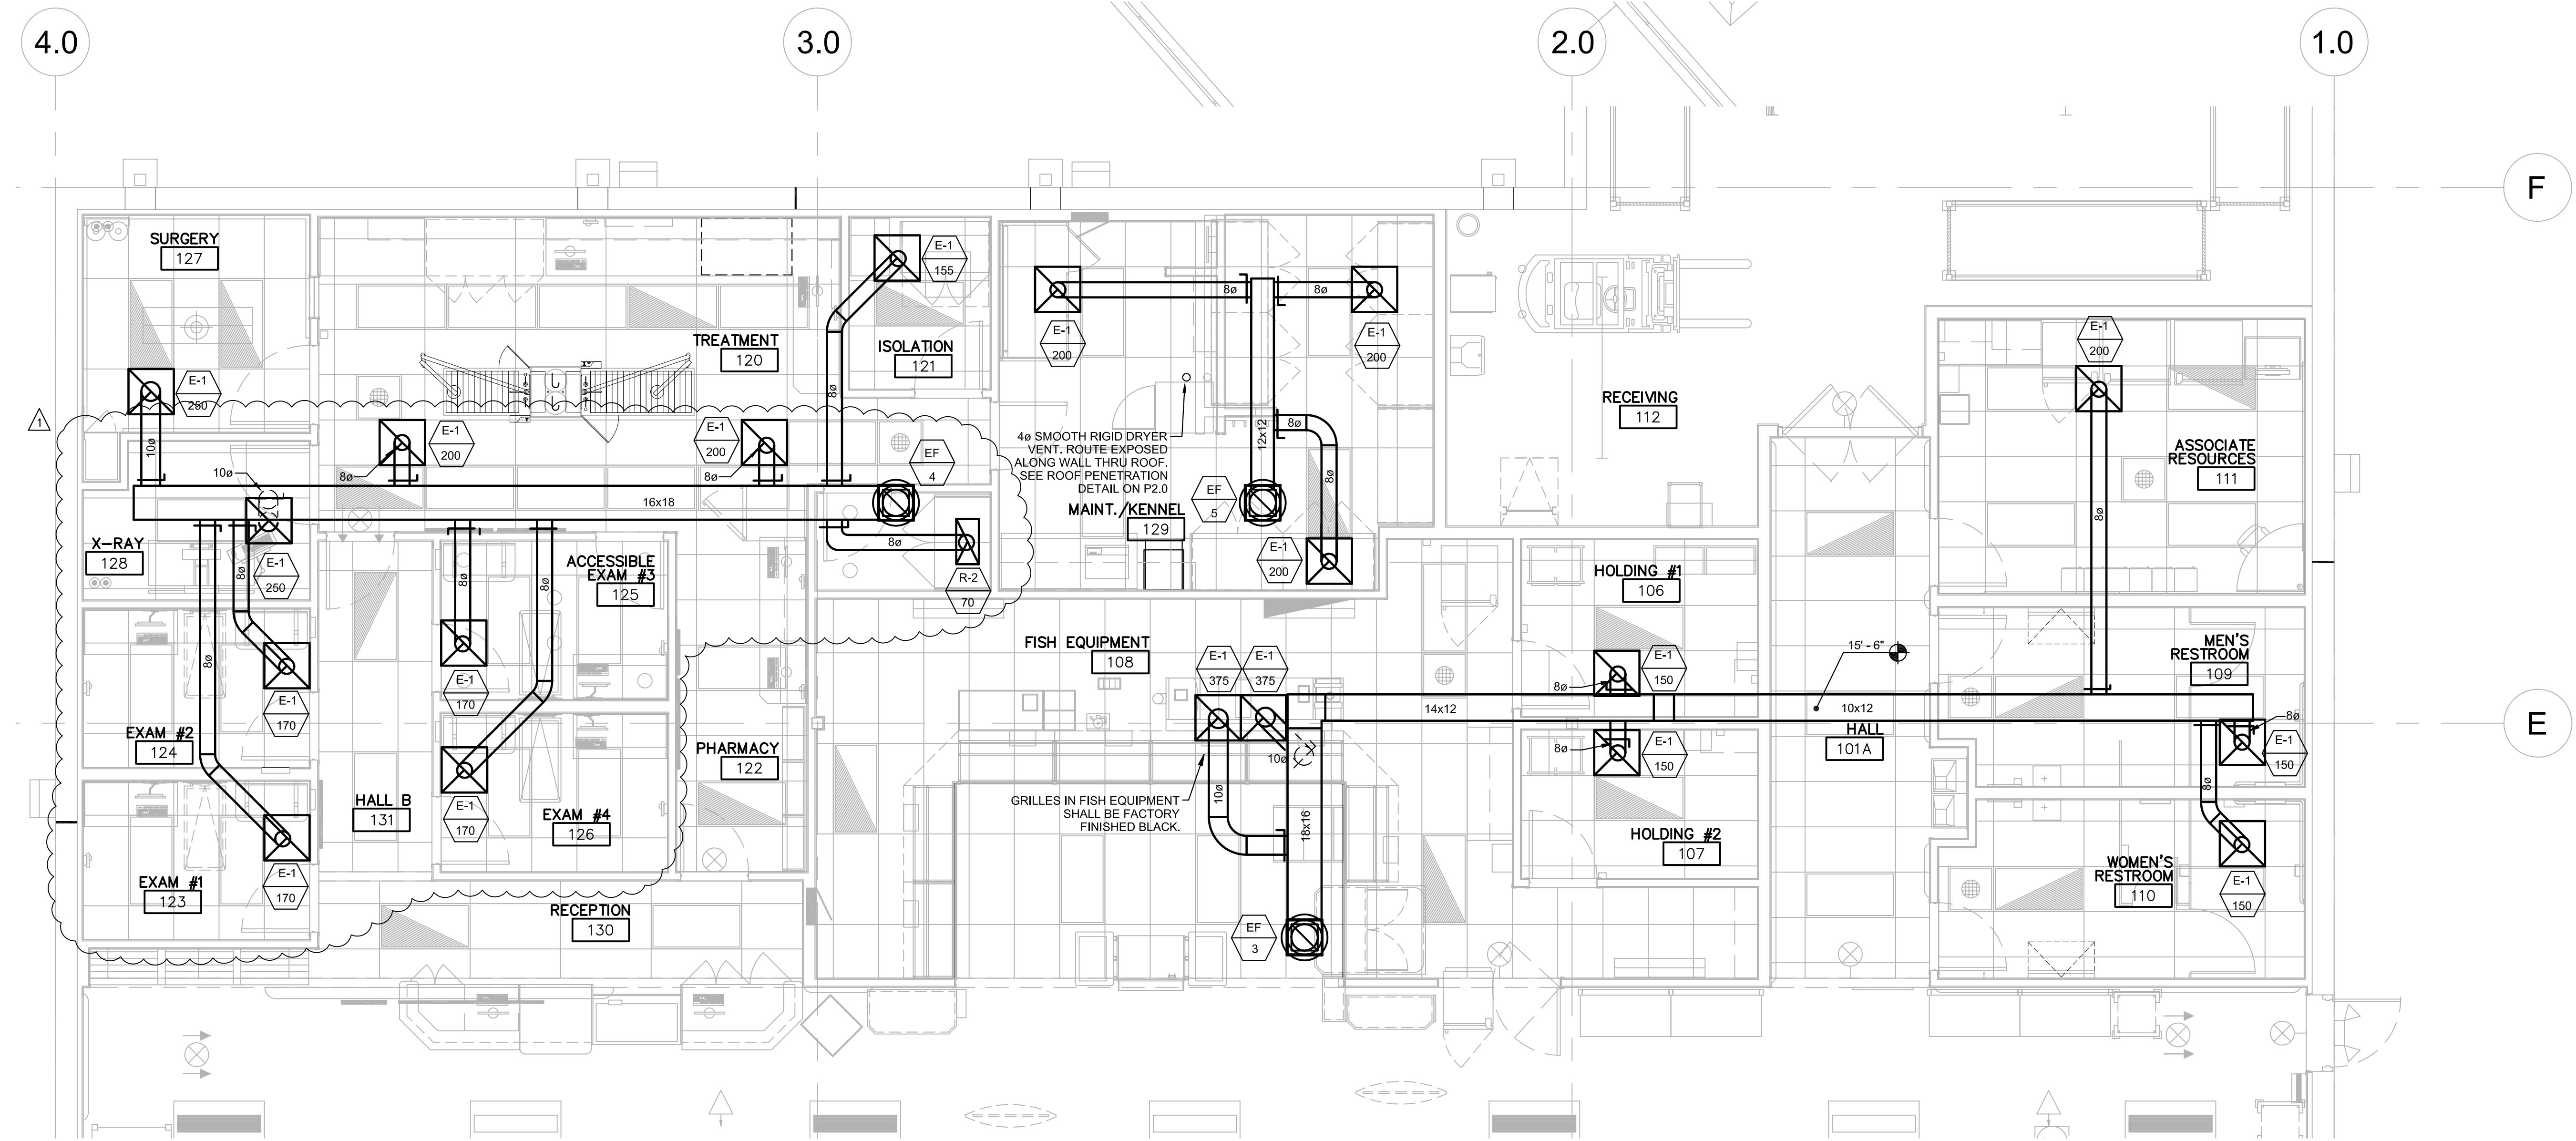 4.0
3.0
2.0
1.0
F
SURGERY
127
E-1
250
10ø
1
TREATMENT
120
E-1
200
8ø
E-1
200
8ø
16x18
10ø
E-1
155
8ø
ISOLATION
121
EF
4
8ø
R-2
70
X-RAY
128
E-1
250
8ø
8ø
E-1
170
EXAM #2
124
EXAM #1
123
E-1
170
HALL B
131
ACCESSIBLE
EXAM #3
125
8ø
8ø
E-1
170
E-1
170
EXAM #4
126
PHARMACY
122
RECEPTION
130
8ø
8ø
E-1
200
E-1
200
12x12
8ø
8ø
4ø SMOOTH RIGID DRYER
VENT. ROUTE EXPOSED
ALONG WALL THRU ROOF.
SEE ROOF PENETRATION
DETAIL ON P2.0
MAINT./KENNEL
129
EF
5
E-1
200
RECEIVING
112
FISH EQUIPMENT
108
E-1
375
E-1
375
10ø
10ø
GRILLES IN FISH EQUIPMENT
SHALL BE FACTORY
FINISHED BLACK.
18x16
EF
3
14x12
HOLDING #1
106
8ø
E-1
150
8ø
E-1
150
HOLDING #2
107
15' - 6"
10x12
HALL
101A
E-1
200
ASSOCIATE
RESOURCES
111
8ø
MEN'S
RESTROOM
109
8ø
E-1
150
8ø
WOMEN'S
RESTROOM
110
E-1
150
E